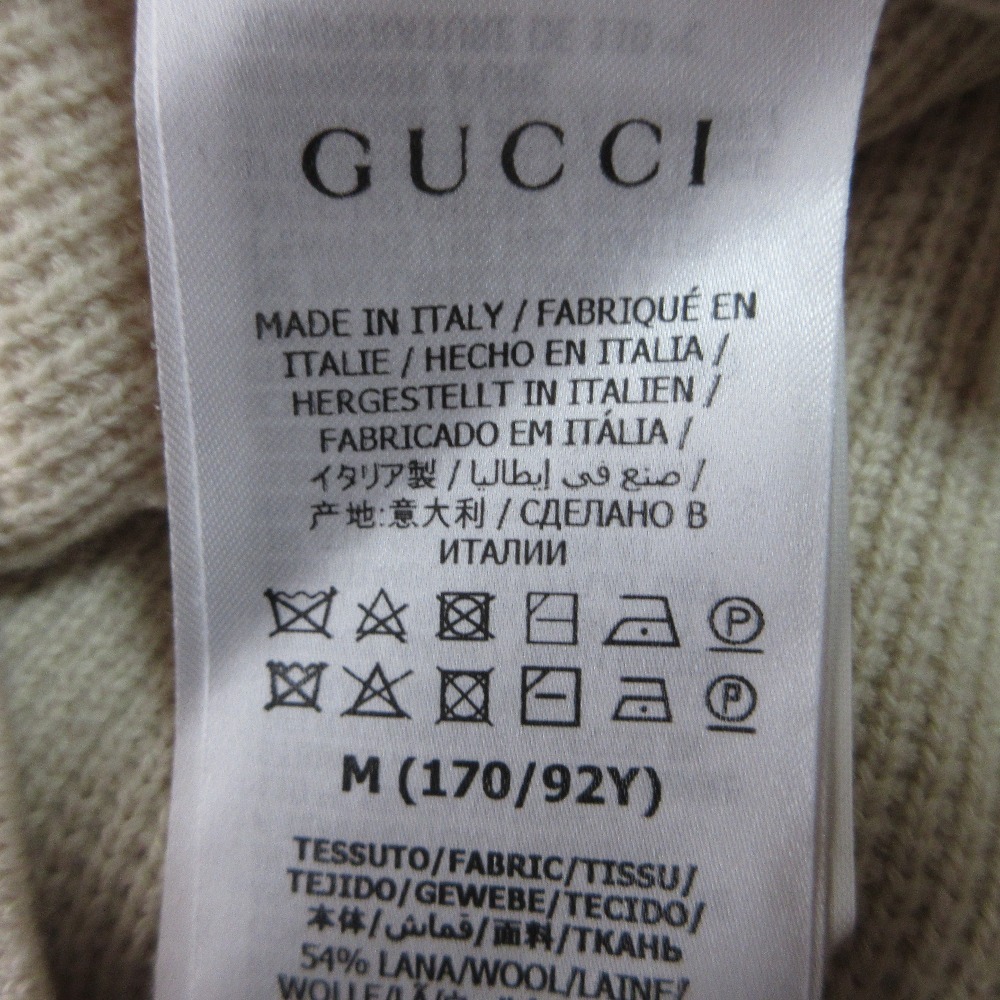 GUCCI
MADE IN ITALY / FABRIQUÉ EN
ITALIE / HECHO EN ITALIA /
HERGESTELLT IN ITALIEN /
FABRICADO EM ITÁLIA /
イタリア製 / صنع في إيطاليا /
产地:意大利 / СДЕЛАНО В
ИТАЛИИ
P
P
M (170/92Y)
TESSUTO/FABRIC/TISSU/
TEJIDO/GEWEBE/TECIDO/
本体/قماش/面料/ТКАНЬ
54% LANA/WOOL/LAINE/
WOLLE/LÃ/